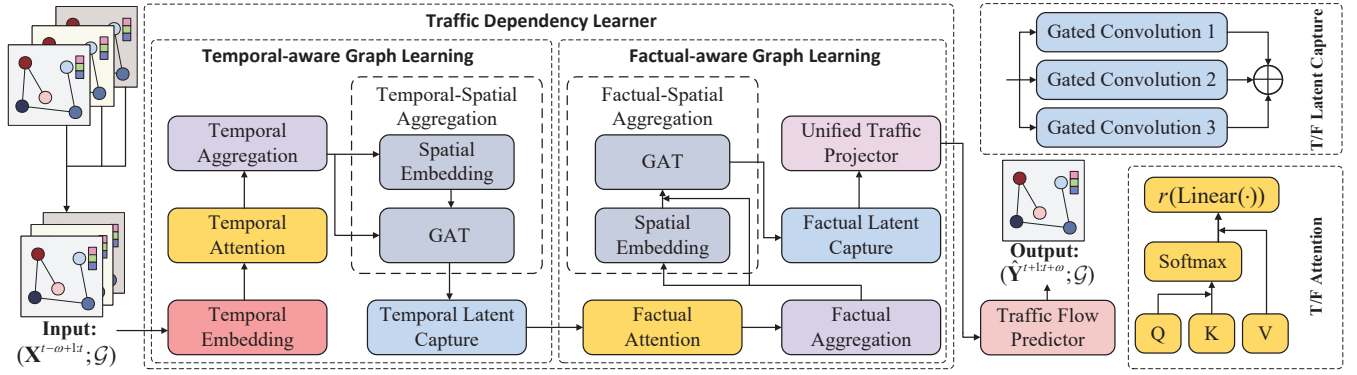 Traffic Dependency Learner
Temporal-aware Graph Learning
Temporal-Spatial
Aggregation
Temporal
Aggregation
Spatial
Embedding
Temporal
Attention
GAT
Temporal
Embedding
Temporal Latent
Capture
Factual-aware Graph Learning
Factual-Spatial
Aggregation
GAT
Unified Traffic
Projector
Spatial
Embedding
Factual Latent
Capture
Factual
Attention
Factual
Aggregation
Input:
(X^{t−ω+1:t};𝒢)
Output:
(Ŷ^{t+1:t+ω};𝒢)
Traffic Flow
Predictor
Gated Convolution 1
Gated Convolution 2
Gated Convolution 3
T/F Latent Capture
r(Linear(·))
Softmax
Q
K
V
T/F Attention